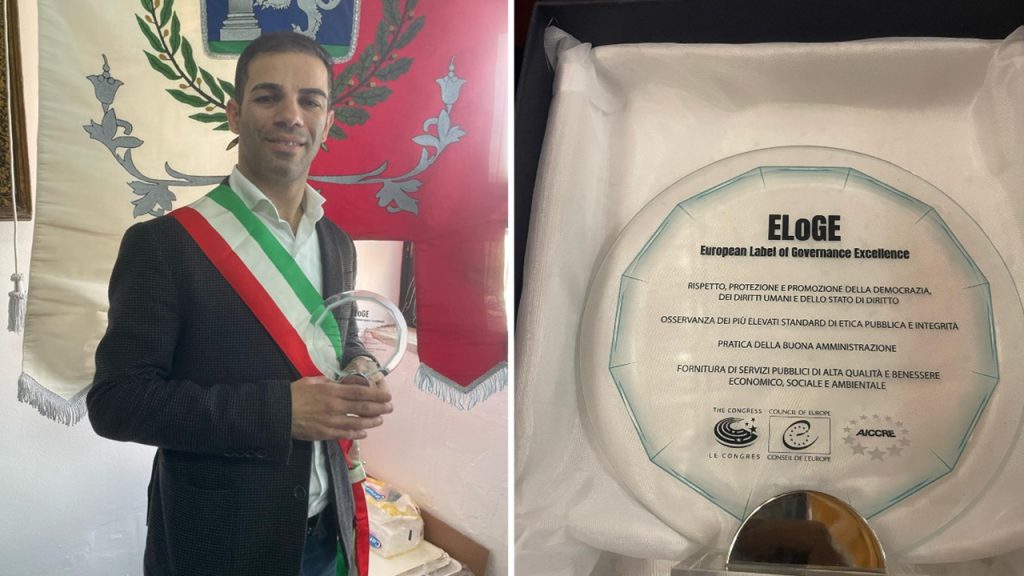 ELoGE
ELoGE
European Label of Governance Excellence
RISPETTO, PROTEZIONE E PROMOZIONE DELLA DEMOCRAZIA,
DEI DIRITTI UMANI E DELLO STATO DI DIRITTO
OSSERVANZA DEI PIÙ ELEVATI STANDARD DI ETICA PUBBLICA E INTEGRITÀ
PRATICA DELLA BUONA AMMINISTRAZIONE
FORNITURA DI SERVIZI PUBBLICI DI ALTA QUALITÀ E BENESSERE
ECONOMICO, SOCIALE E AMBIENTALE
THE CONGRESS
LE CONGRÈS
COUNCIL OF EUROPE
CONSEIL DE L'EUROPE
AICCRE